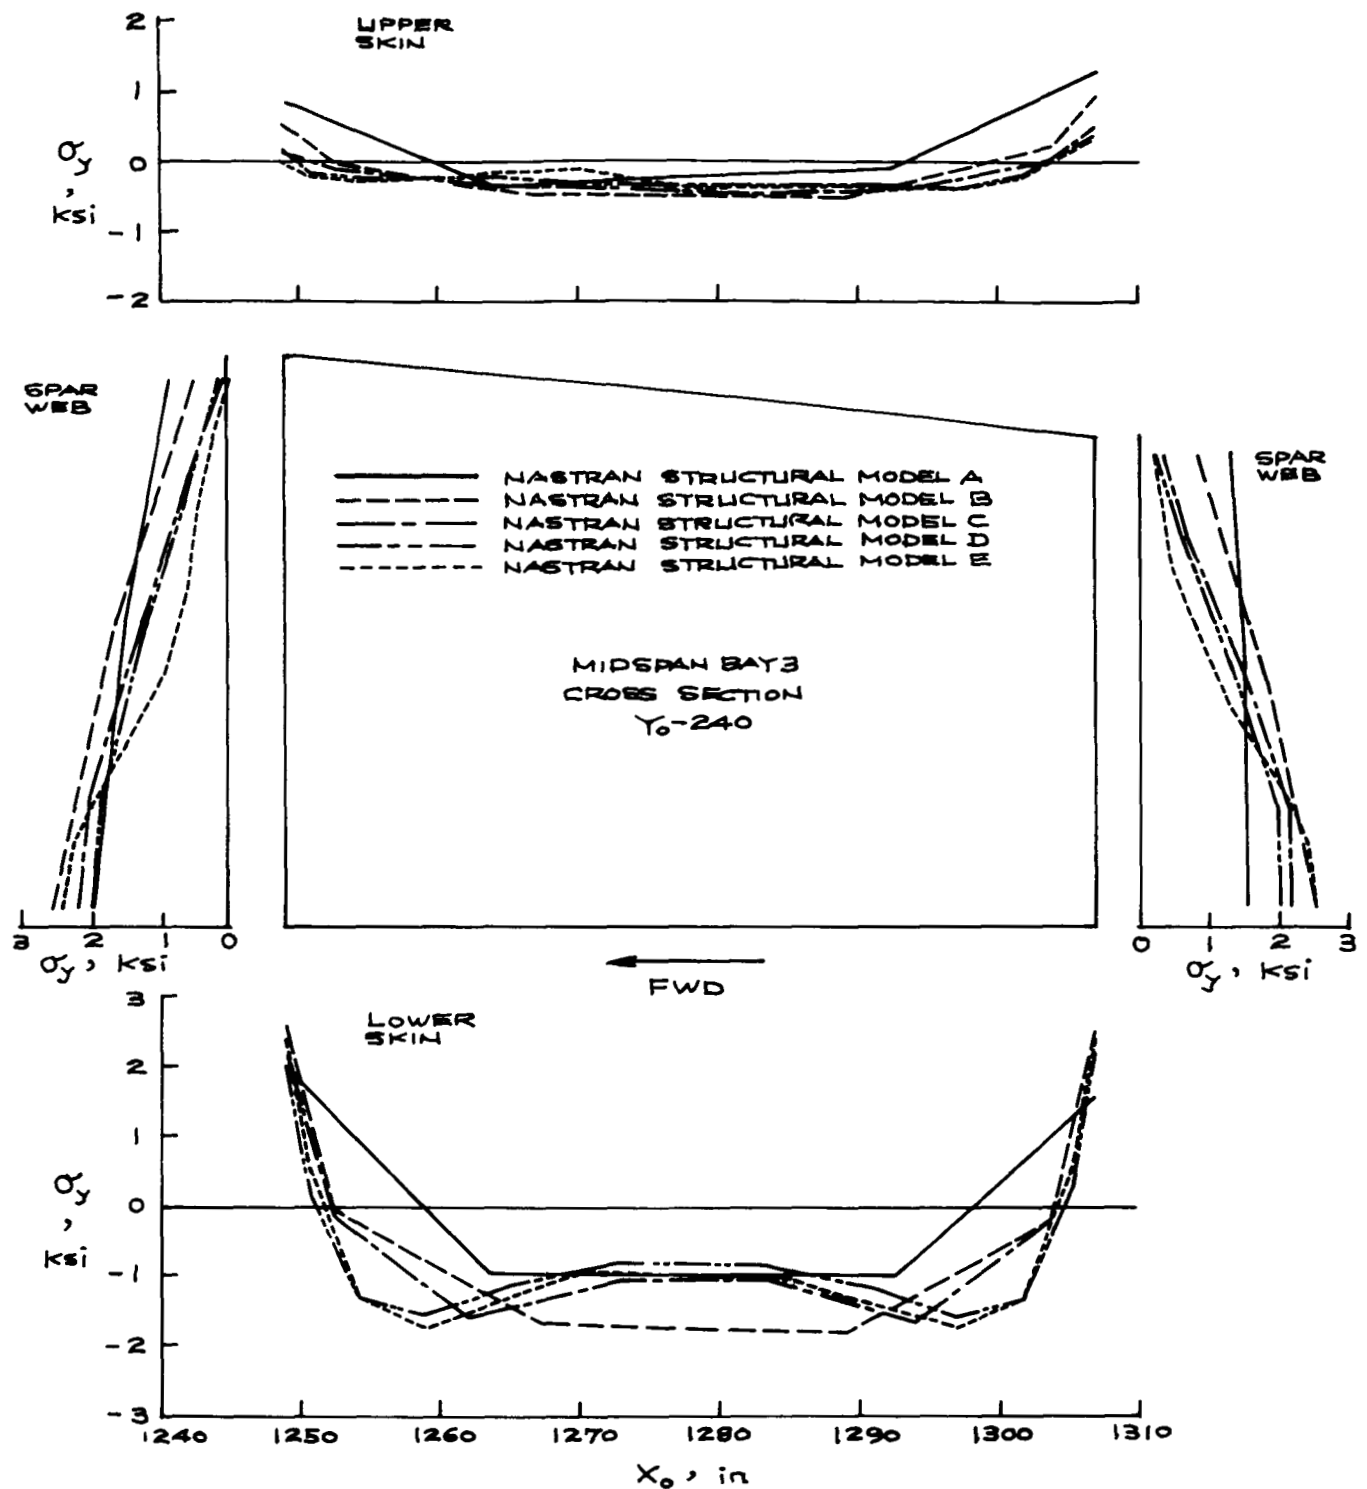 UPPER
SKIN
2
1
0
-1
-2
σy, ksi
SPAR
WEB
3 2 1 0
σy, ksi
NASTRAN STRUCTURAL MODEL A
NASTRAN STRUCTURAL MODEL B
NASTRAN STRUCTURAL MODEL C
NASTRAN STRUCTURAL MODEL D
NASTRAN STRUCTURAL MODEL E
MIDSPAN BAY 3
CROSS SECTION
Yo-240
FWD
SPAR
WEB
0 1 2 3
σy, ksi
LOWER
SKIN
3
2
1
0
-1
-2
-3
σy, ksi
1240 1250 1260 1270 1280 1290 1300 1310
Xo, in